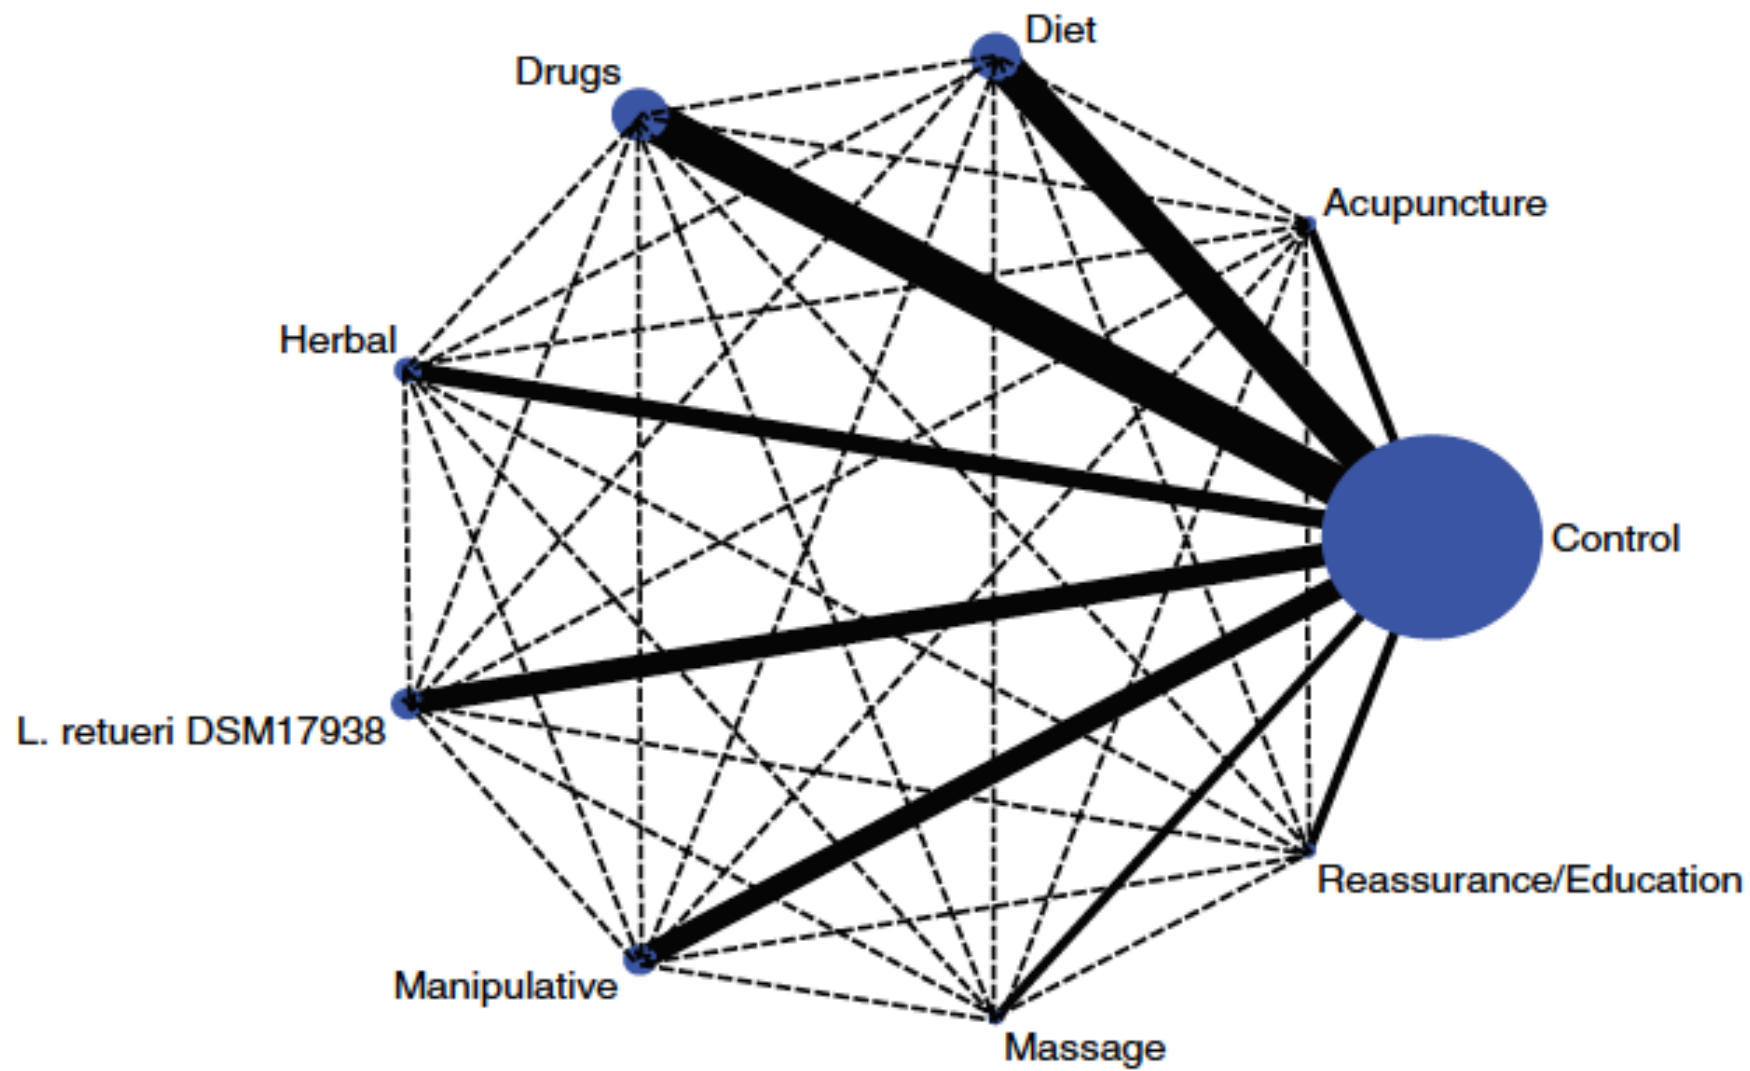 Diet
Drugs
Acupuncture
Herbal
Control
L. retueri DSM17938
Reassurance/Education
Manipulative
Massage